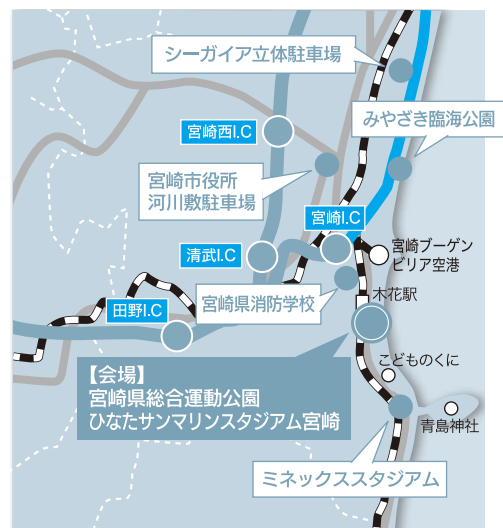 シーガイア立体駐車場
みやざき臨海公園
宮崎西I.C
宮崎市役所
河川敷駐車場
宮崎I.C
宮崎ブーゲン
ビリア空港
清武I.C
宮崎県消防学校
木花駅
田野I.C
【会場】
宮崎県総合運動公園
ひなたサンマリンスタジアム宮崎
こどものくに
青島神社
ミネックススタジアム